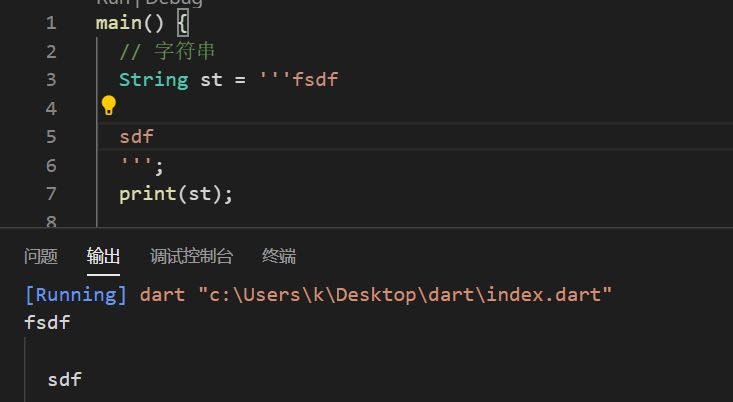 Run | Debug
1 main() {
2 // 字符串
3 String st = '''fsdf
4
5 sdf
6 ''';
7 print(st);
8
问题 输出 调试控制台 终端
[Running] dart "c:\Users\k\Desktop\dart\index.dart"
fsdf
sdf